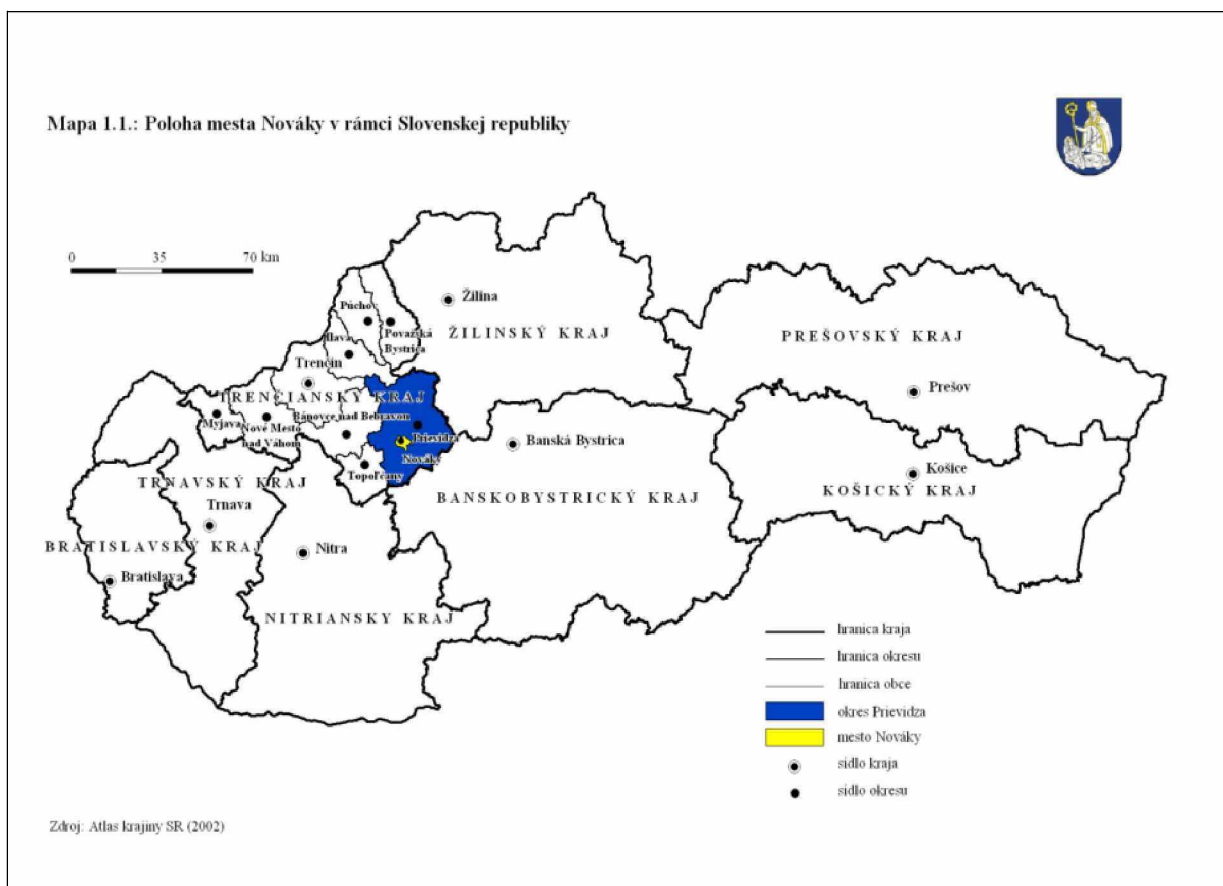 Mapa 1.1.: Poloha mesta Nováky v rámci Slovenskej republiky
0 35 70 km
Žilina
Púchov
Považská
Bystrica
ŽILINSKÝ KRAJ
PREŠOVSKÝ KRAJ
Ilava
Trenčín
Prešov
TRENČIANSKY KRAJ
Bánovce nad Bebravou
Myjava
Nové Mesto
nad Váhom
Prievidza
Banská Bystrica
Nováky
Topoľčany
Košice
TRNAVSKÝ KRAJ
BANSKOBYSTRICKÝ KRAJ
KOŠICKÝ KRAJ
Trnava
BRATISLAVSKÝ KRAJ
Nitra
Bratislava
NITRIANSKY KRAJ
hranica kraja
hranica okresu
hranica obce
okres Prievidza
mesto Nováky
sídlo kraja
sídlo okresu
Zdroj: Atlas krajiny SR (2002)